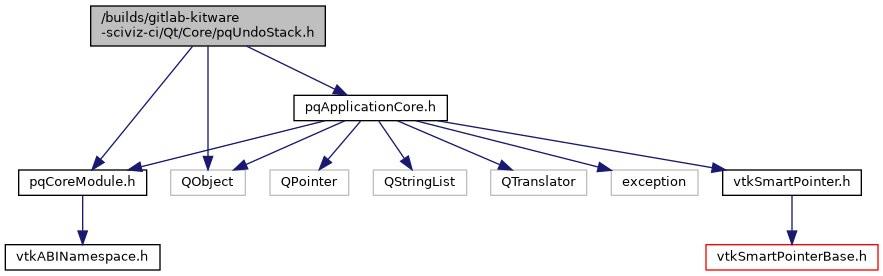 /builds/gitlab-kitware
-sciviz-ci/Qt/Core/pqUndoStack.h
pqApplicationCore.h
pqCoreModule.h
QObject
QPointer
QStringList
QTranslator
exception
vtkSmartPointer.h
vtkABINamespace.h
vtkSmartPointerBase.h